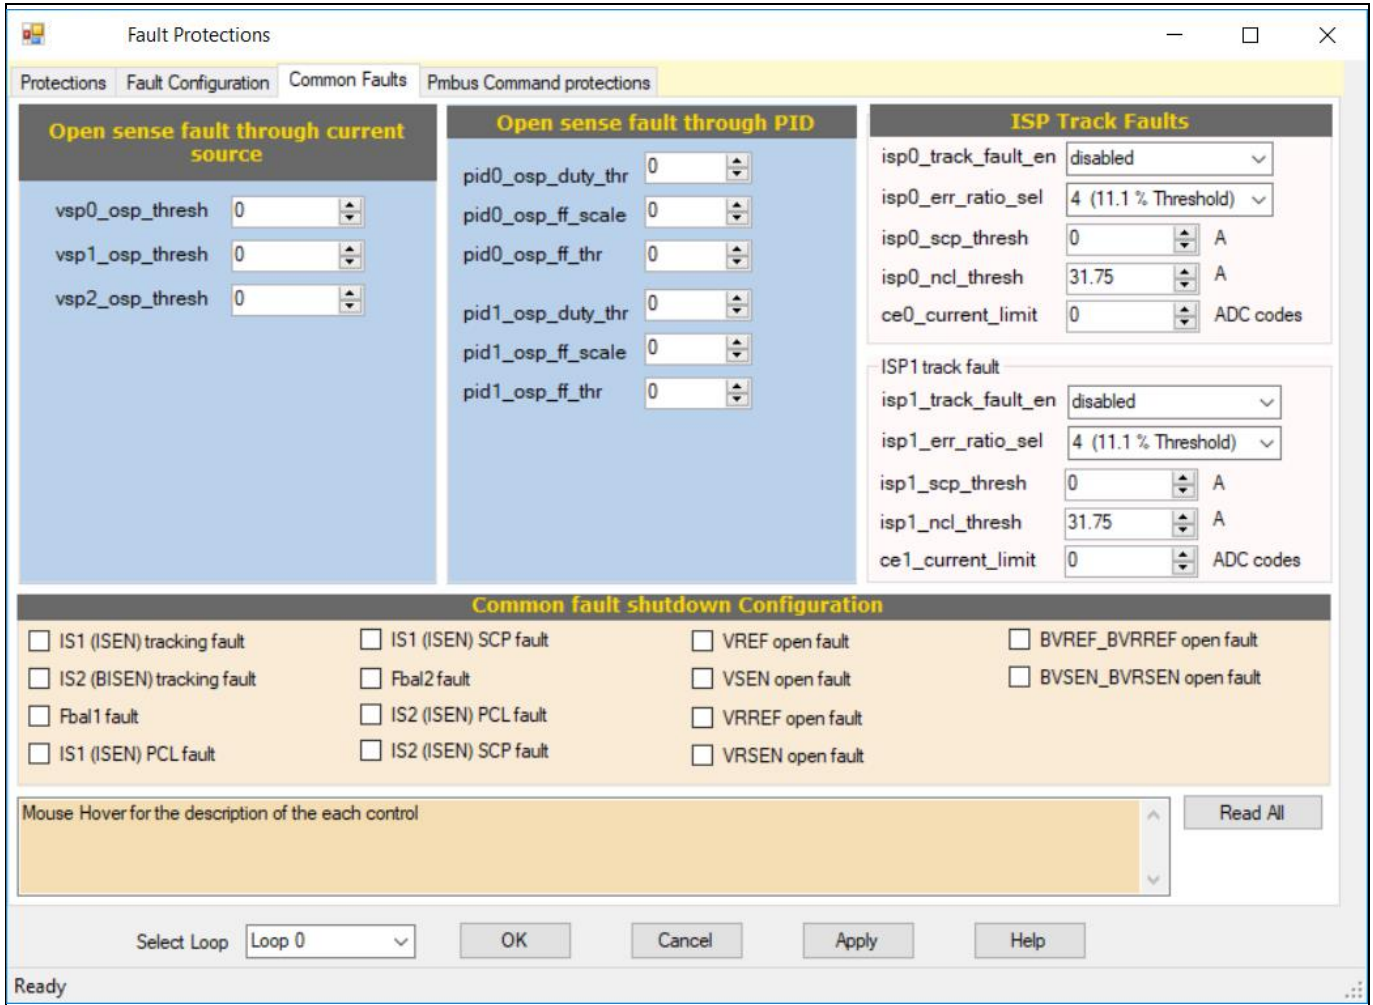 Fault Protections
Protections Fault Configuration Common Faults Pmbus Command protections
Open sense fault through current
source
vsp0_osp_thresh 0
vsp1_osp_thresh 0
vsp2_osp_thresh 0
Open sense fault through PID
pid0_osp_duty_thr 0
pid0_osp_ff_scale 0
pid0_osp_ff_thr 0
pid1_osp_duty_thr 0
pid1_osp_ff_scale 0
pid1_osp_ff_thr 0
ISP Track Faults
isp0_track_fault_en disabled
isp0_err_ratio_sel 4 (11.1 % Threshold)
isp0_scp_thresh 0 A
isp0_ncl_thresh 31.75 A
ce0_current_limit 0 ADC codes
ISP1 track fault
isp1_track_fault_en disabled
isp1_err_ratio_sel 4 (11.1 % Threshold)
isp1_scp_thresh 0 A
isp1_ncl_thresh 31.75 A
ce1_current_limit 0 ADC codes
Common fault shutdown Configuration
IS1 (ISEN) tracking fault
IS2 (BISEN) tracking fault
Fbal1 fault
IS1 (ISEN) PCL fault
IS1 (ISEN) SCP fault
Fbal2 fault
IS2 (ISEN) PCL fault
IS2 (ISEN) SCP fault
VREF open fault
VSEN open fault
VRREF open fault
VRSEN open fault
BVREF_BVRREF open fault
BVSEN_BVRSEN open fault
Mouse Hover for the description of the each control
Read All
Select Loop Loop 0 OK Cancel Apply Help
Ready